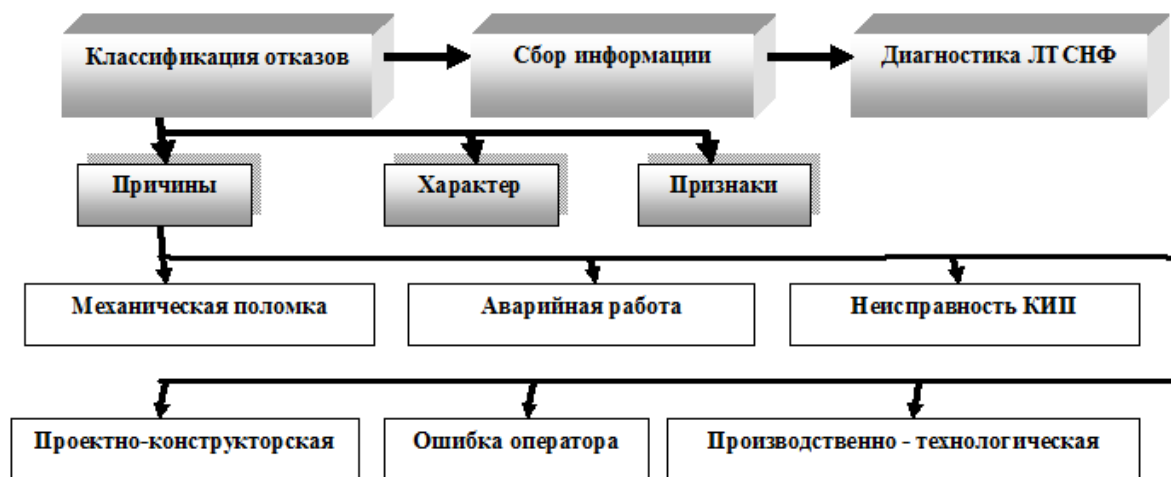 Классификация отказов
Сбор информации
Диагностика ЛТ СНФ
Причины
Характер
Признаки
Механическая поломка
Аварийная работа
Неисправность КИП
Проектно-конструкторская
Ошибка оператора
Производственно - технологическая